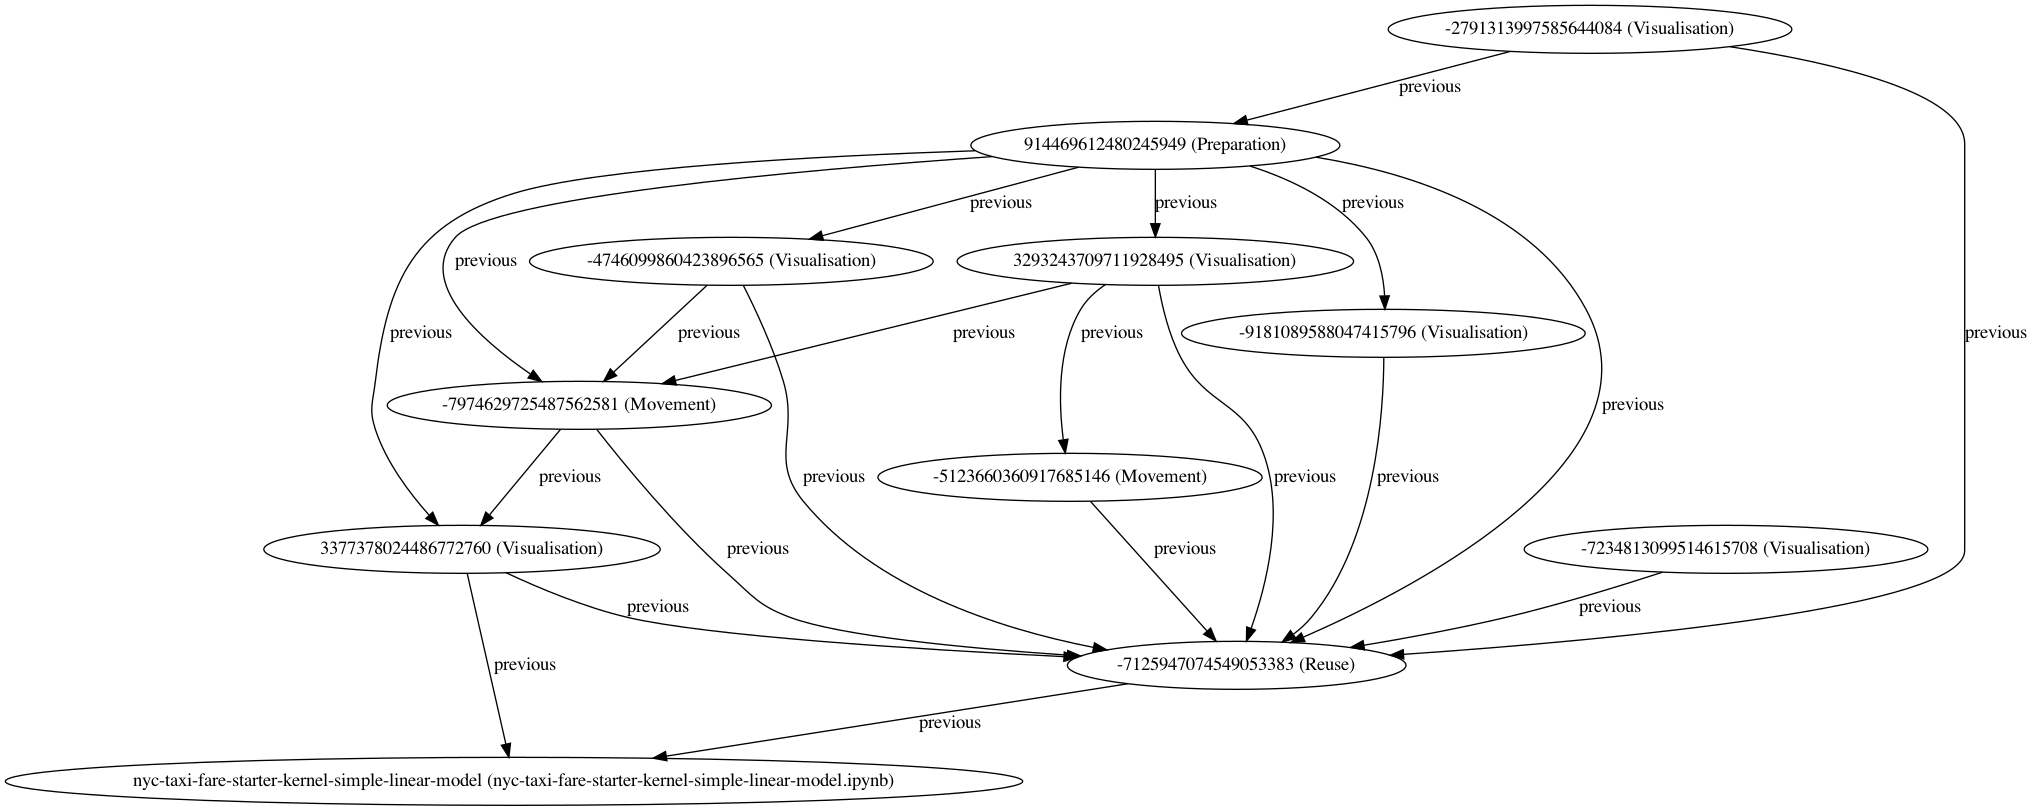 -2791313997585644084 (Visualisation)
previous
914469612480245949 (Preparation)
previous
previous
previous
previous
-4746099860423896565 (Visualisation)
3293243709711928495 (Visualisation)
previous
previous
previous
-9181089588047415796 (Visualisation)
previous
previous
previous
-7974629725487562581 (Movement)
previous
previous
-5123660360917685146 (Movement)
previous
previous
previous
3377378024486772760 (Visualisation)
previous
previous
-7234813099514615708 (Visualisation)
previous
previous
previous
-7125947074549053383 (Reuse)
previous
nyc-taxi-fare-starter-kernel-simple-linear-model (nyc-taxi-fare-starter-kernel-simple-linear-model.ipynb)